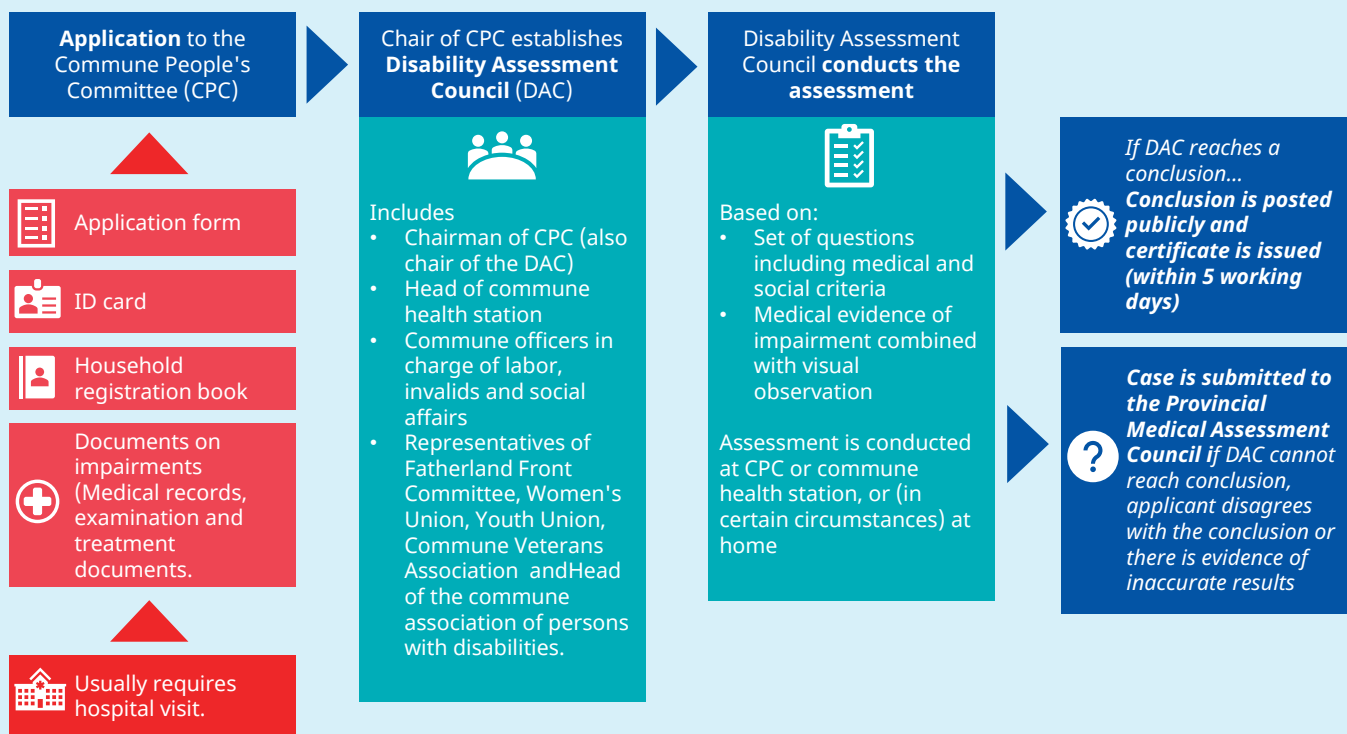 Application to the
Commune People's
Committee (CPC)
Application form
ID card
Household
registration book
Documents on
impairments
(Medical records,
examination and
treatment
documents.
Usually requires
hospital visit.
Chair of CPC establishes
Disability Assessment
Council (DAC)
Includes
• Chairman of CPC (also
chair of the DAC)
• Head of commune
health station
• Commune officers in
charge of labor,
invalids and social
affairs
• Representatives of
Fatherland Front
Committee, Women's
Union, Youth Union,
Commune Veterans
Association andHead
of the commune
association of persons
with disabilities.
Disability Assessment
Council conducts the
assessment
Based on:
• Set of questions
including medical and
social criteria
• Medical evidence of
impairment combined
with visual
observation
Assessment is conducted
at CPC or commune
health station, or (in
certain circumstances) at
home
If DAC reaches a
conclusion...
Conclusion is posted
publicly and
certificate is issued
(within 5 working
days)
Case is submitted to
the Provincial
Medical Assessment
Council if DAC cannot
reach conclusion,
applicant disagrees
with the conclusion or
there is evidence of
inaccurate results